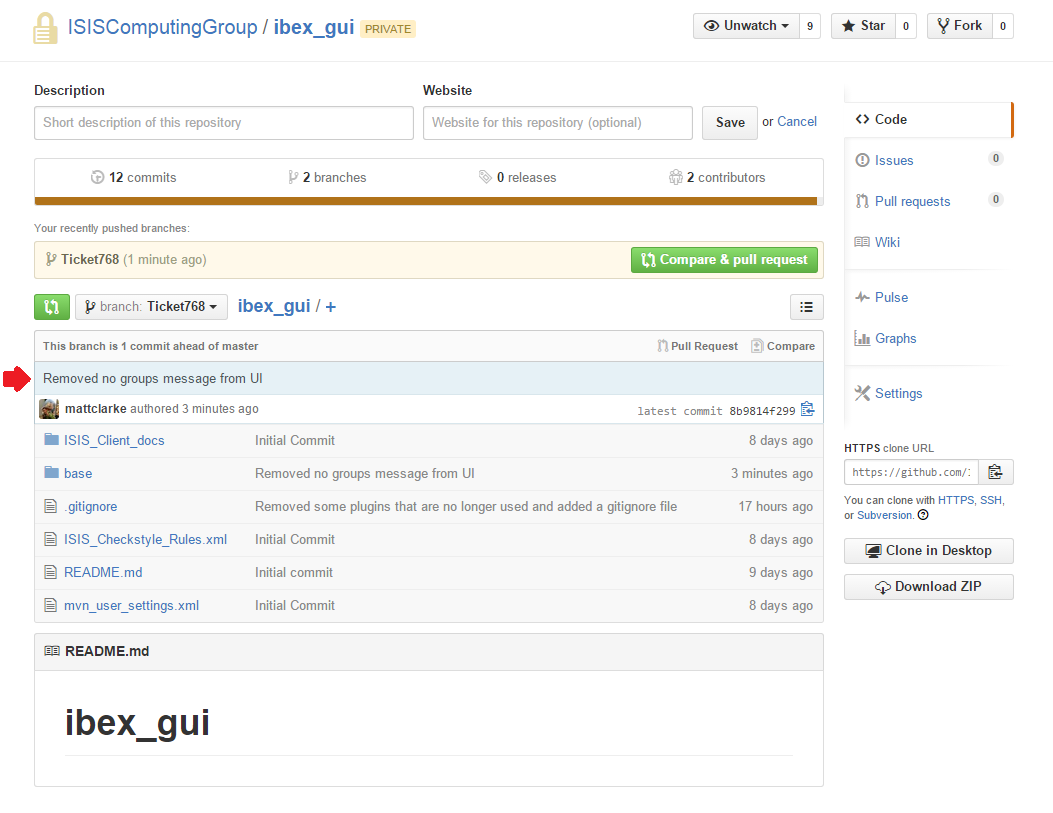 ISISComputingGroup / ibex_gui PRIVATE
Unwatch 9 Star 0 Fork 0
Description
Website
Short description of this repository
Website for this repository (optional)
Save or Cancel
12 commits 2 branches 0 releases 2 contributors
Your recently pushed branches:
Ticket768 (1 minute ago) Compare & pull request
branch: Ticket768 ibex_gui / +
This branch is 1 commit ahead of master Pull Request Compare
Removed no groups message from UI
mattclarke authored 3 minutes ago latest commit 8b9814f299
ISIS_Client_docs Initial Commit 8 days ago
base Removed no groups message from UI 3 minutes ago
.gitignore Removed some plugins that are no longer used and added a gitignore file 17 hours ago
ISIS_Checkstyle_Rules.xml Initial Commit 8 days ago
README.md Initial commit 9 days ago
mvn_user_settings.xml Initial Commit 8 days ago
README.md
ibex_gui
Code
Issues 0
Pull requests 0
Wiki
Pulse
Graphs
Settings
HTTPS clone URL
https://github.com/
You can clone with HTTPS, SSH,
or Subversion.
Clone in Desktop
Download ZIP